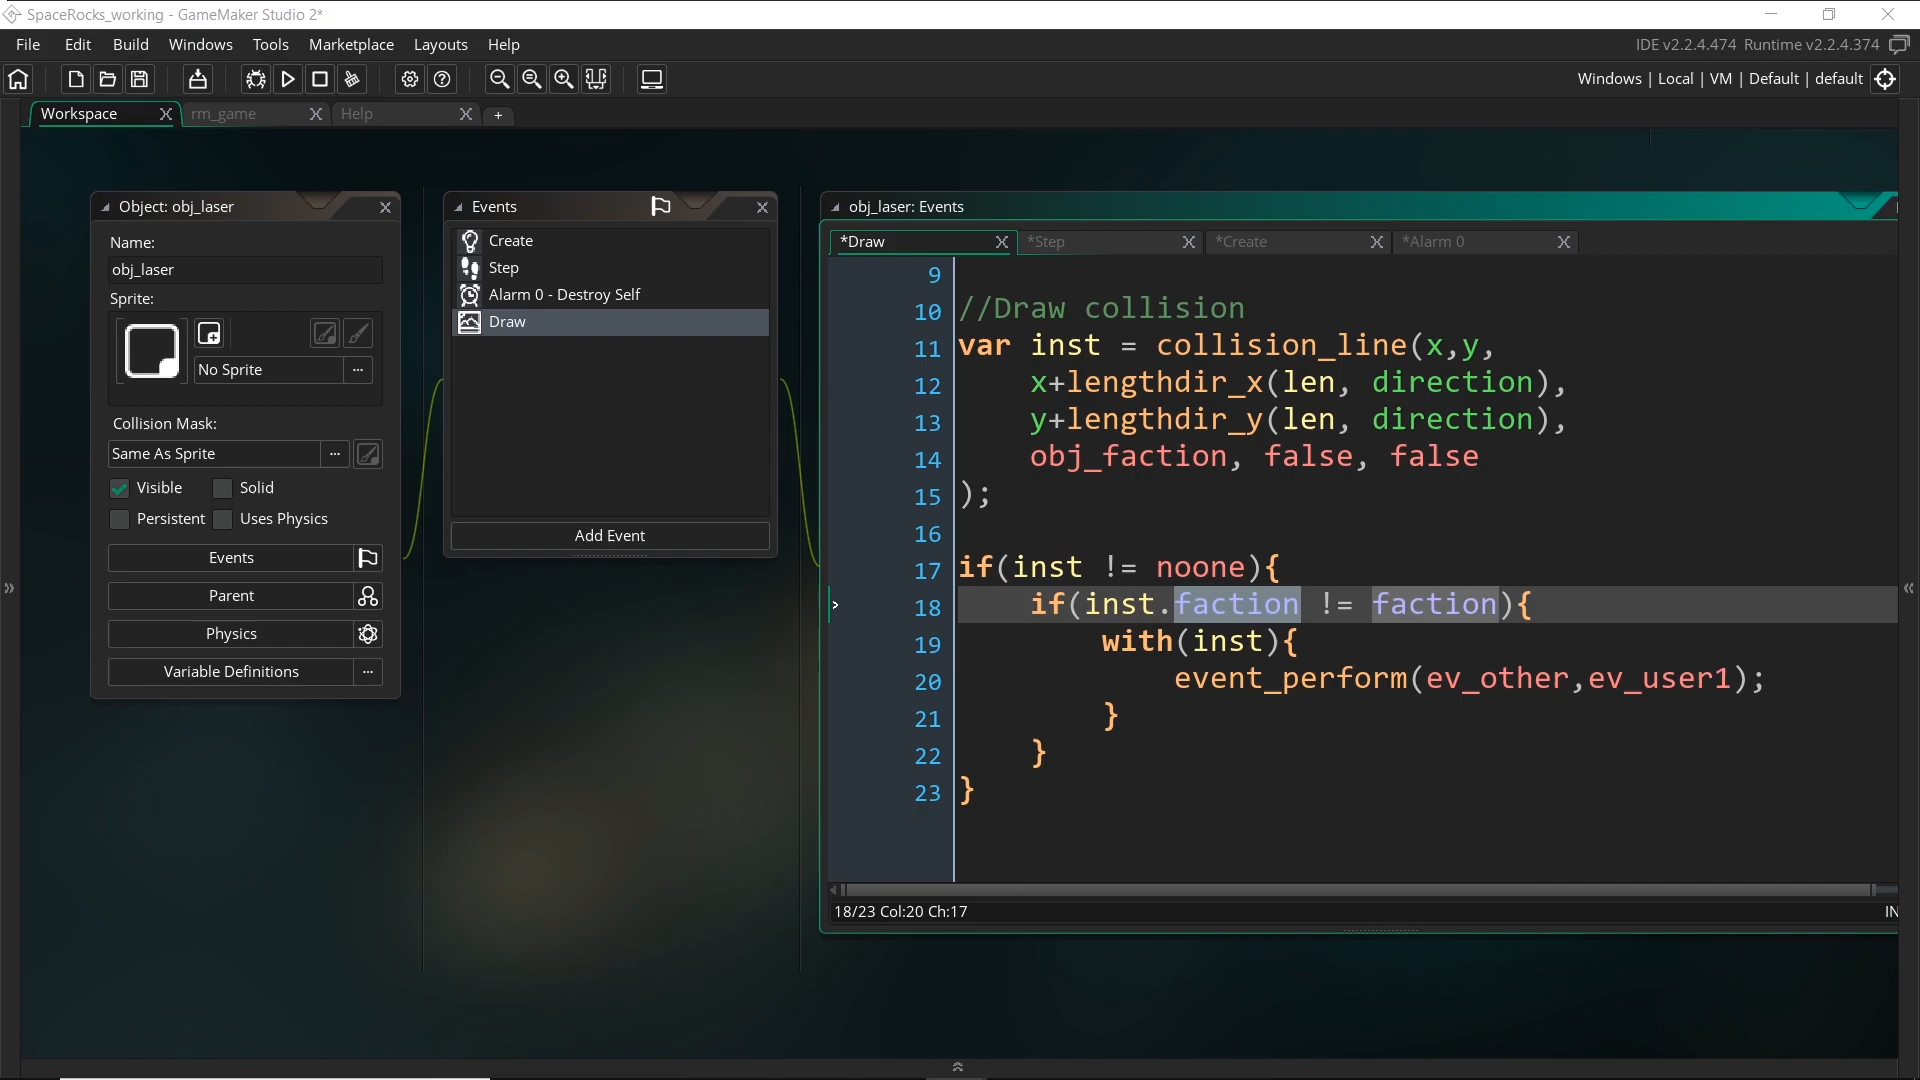 SpaceRocks_working - GameMaker Studio 2*
File Edit Build Windows Tools Marketplace Layouts Help
IDE v2.2.4.474 Runtime v2.2.4.374
Windows | Local | VM | Default | default
Workspace X rm_game X Help X +
Object: obj_laser
Name:
obj_laser
Sprite:
No Sprite ...
Collision Mask:
Same As Sprite ...
Visible Solid
Persistent Uses Physics
Events
Parent
Physics
Variable Definitions ...
Events
Create
Step
Alarm 0 - Destroy Self
Draw
Add Event
obj_laser: Events
*Draw X *Step X *Create X *Alarm 0 X
9
10 //Draw collision
11 var inst = collision_line(x,y,
12 x+lengthdir_x(len, direction),
13 y+lengthdir_y(len, direction),
14 obj_faction, false, false
15 );
16
17 if(inst != noone){
18 if(inst.faction != faction){
19 with(inst){
20 event_perform(ev_other,ev_user1);
21 }
22 }
23 }
18/23 Col:20 Ch:17
IN